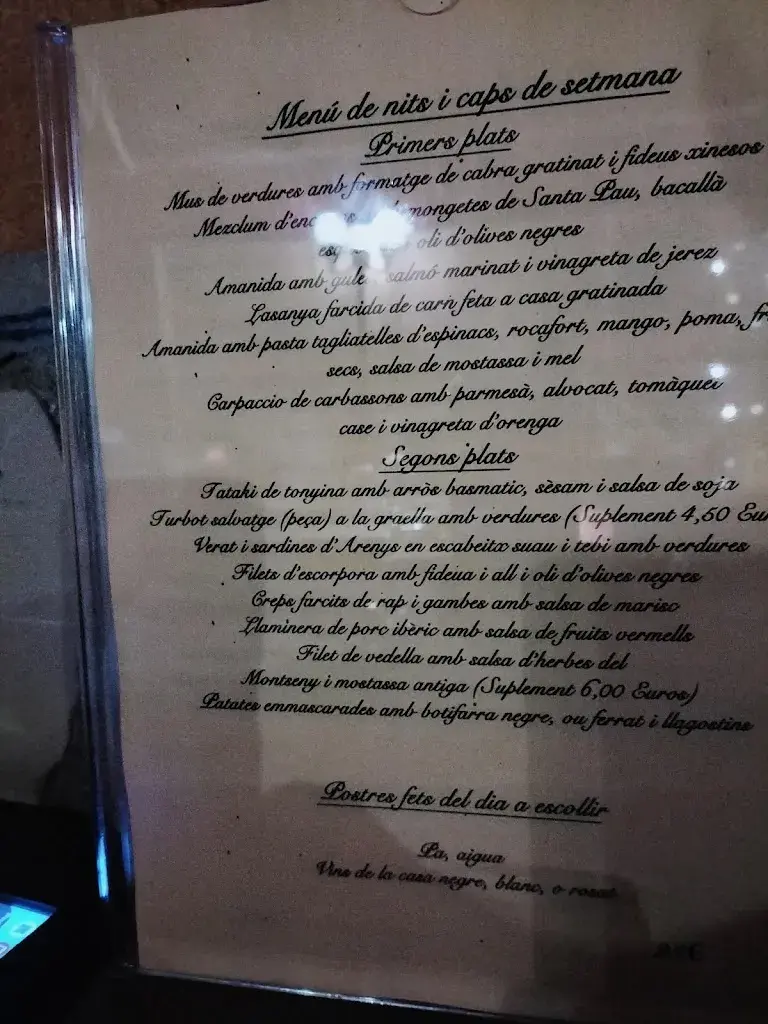 Menú de nits i caps de setmana
Primers plats
Mus de verdures amb formatge de cabra gratinat i fideus xinesos
Mezclum d'enc mongetes de Santa Pau, bacallà
oli d'olives negres
Amanida amb gule salmó marinat i vinagreta de jerez
Lasanya farcida de carn feta a casa gratinada
Amanida amb pasta tagliatelles d'espinacs, rocafort, mango, poma,
secs, salsa de mostassa i mel
Carpaccio de carbassons amb parmesà, alvocat, tomàquet
case i vinagreta d'orenga
Segons plats
Tataki de tonyina amb arròs basmatic, sèsam i salsa de soja
Turbot salvatge (peça) a la graella amb verdures (Suplement 4,50 Eu
Verat i sardines d'Arenys en escabeitx suau i tebi amb verdures
Filets d'escorpora amb fideua i all i oli d'olives negres
Creps farcits de rap i gambes amb salsa de marisc
Llaminera de porc ibèric amb salsa de fruits vermells
Filet de vedella amb salsa d'herbes del
Montseny i mostassa antiga (Suplement 6,00 Euros)
Patates emmascarades amb botifarra negre, ou ferrat i llagostins
Postres fets del dia a escollir
Pa, aigua
Vins de la casa negre, blanc, o rosat